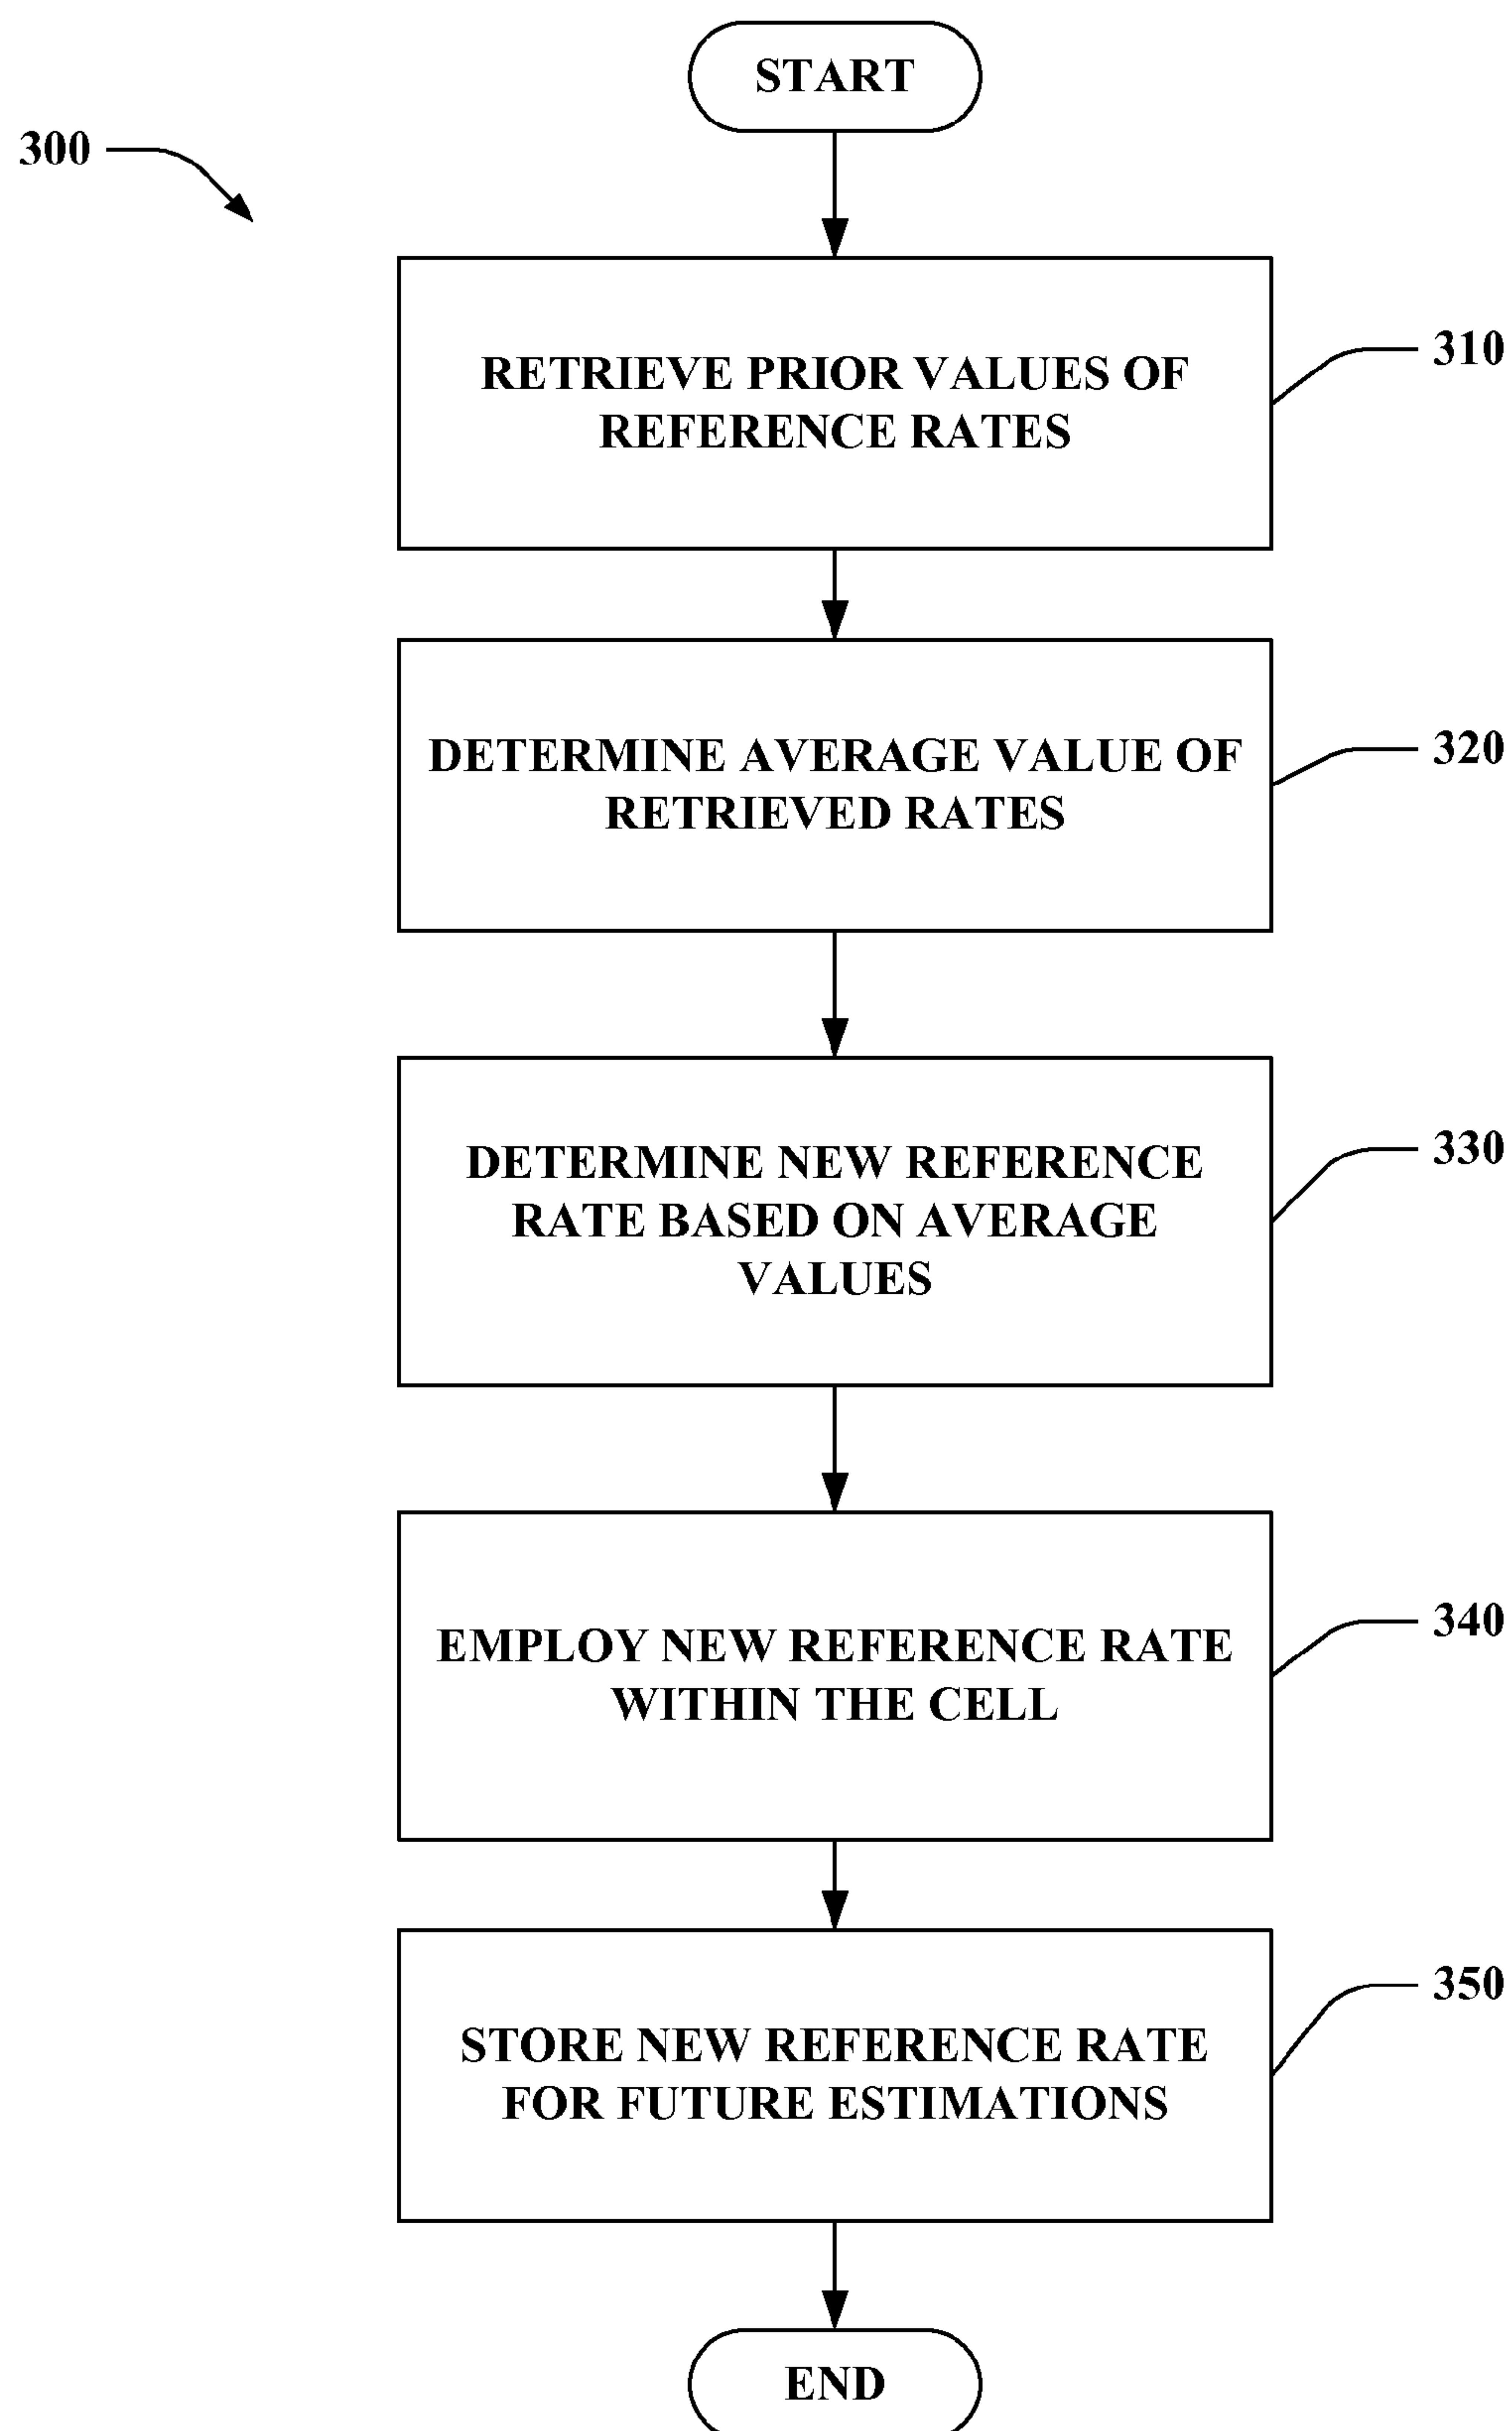 START
300
RETRIEVE PRIOR VALUES OF
REFERENCE RATES
310
DETERMINE AVERAGE VALUE OF
RETRIEVED RATES
320
DETERMINE NEW REFERENCE
RATE BASED ON AVERAGE
VALUES
330
EMPLOY NEW REFERENCE RATE
WITHIN THE CELL
340
STORE NEW REFERENCE RATE
FOR FUTURE ESTIMATIONS
350
END